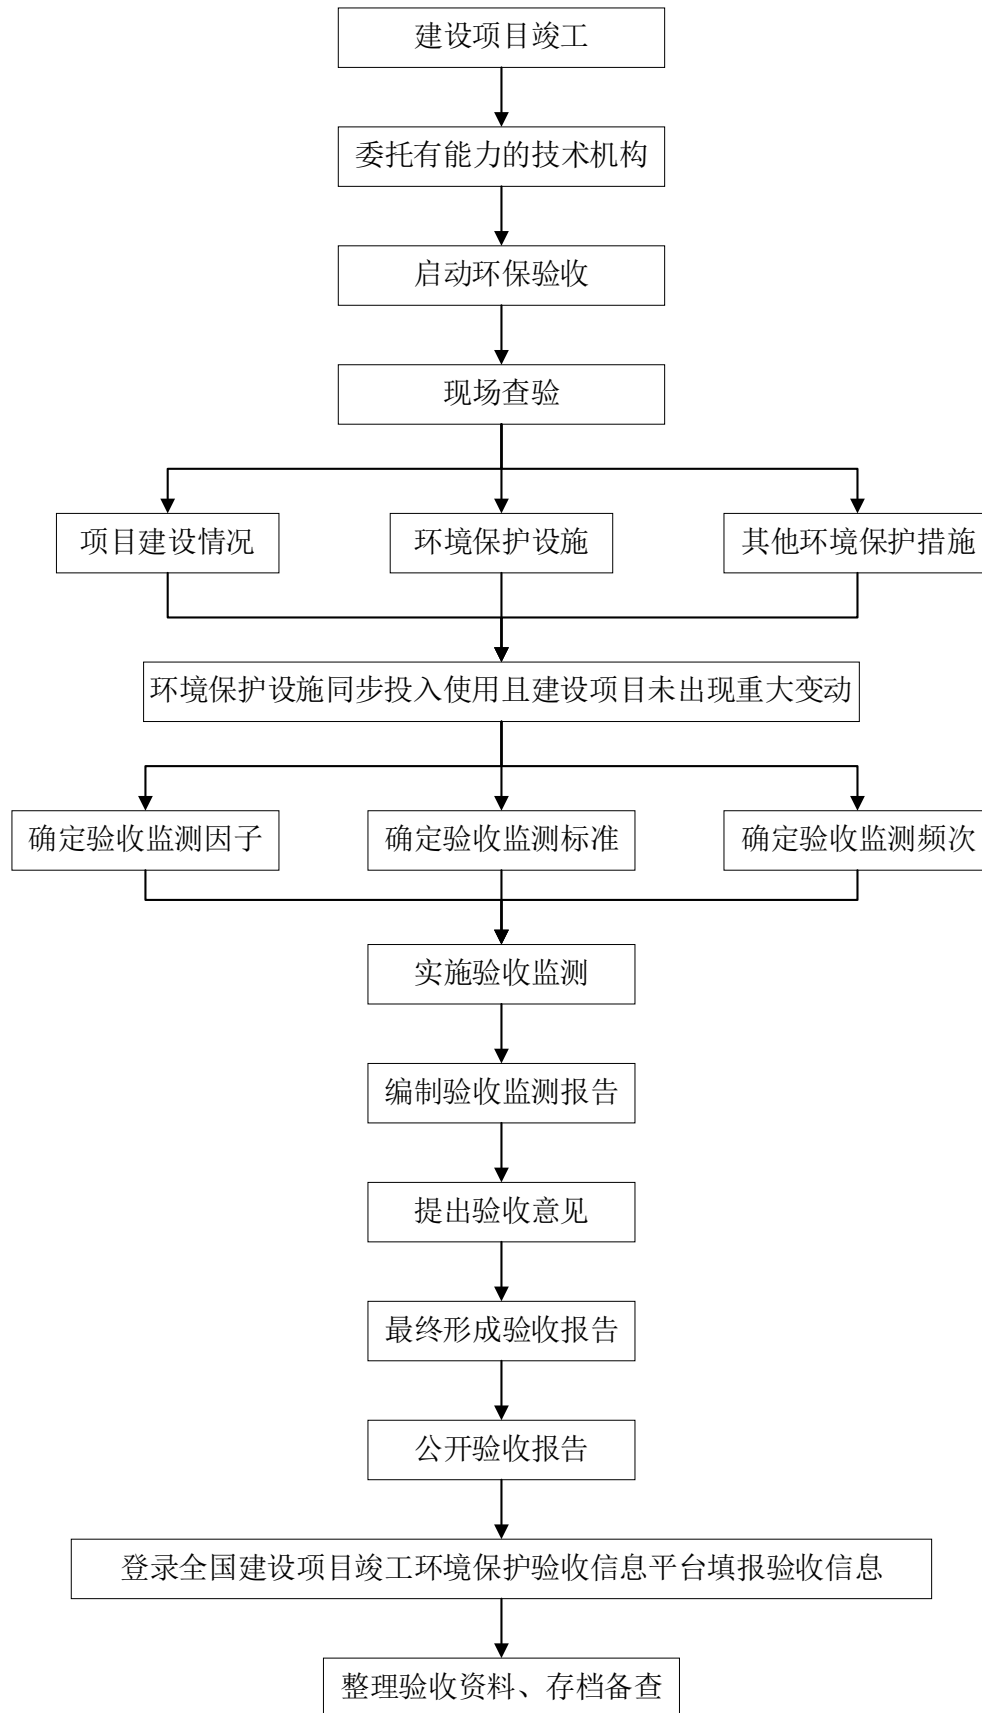 建设项目竣工
委托有能力的技术机构
启动环保验收
现场查验
项目建设情况
环境保护设施
其他环境保护措施
环境保护设施同步投入使用且建设项目未出现重大变动
确定验收监测因子
确定验收监测标准
确定验收监测频次
实施验收监测
编制验收监测报告
提出验收意见
最终形成验收报告
公开验收报告
登录全国建设项目竣工环境保护验收信息平台填报验收信息
整理验收资料、存档备查